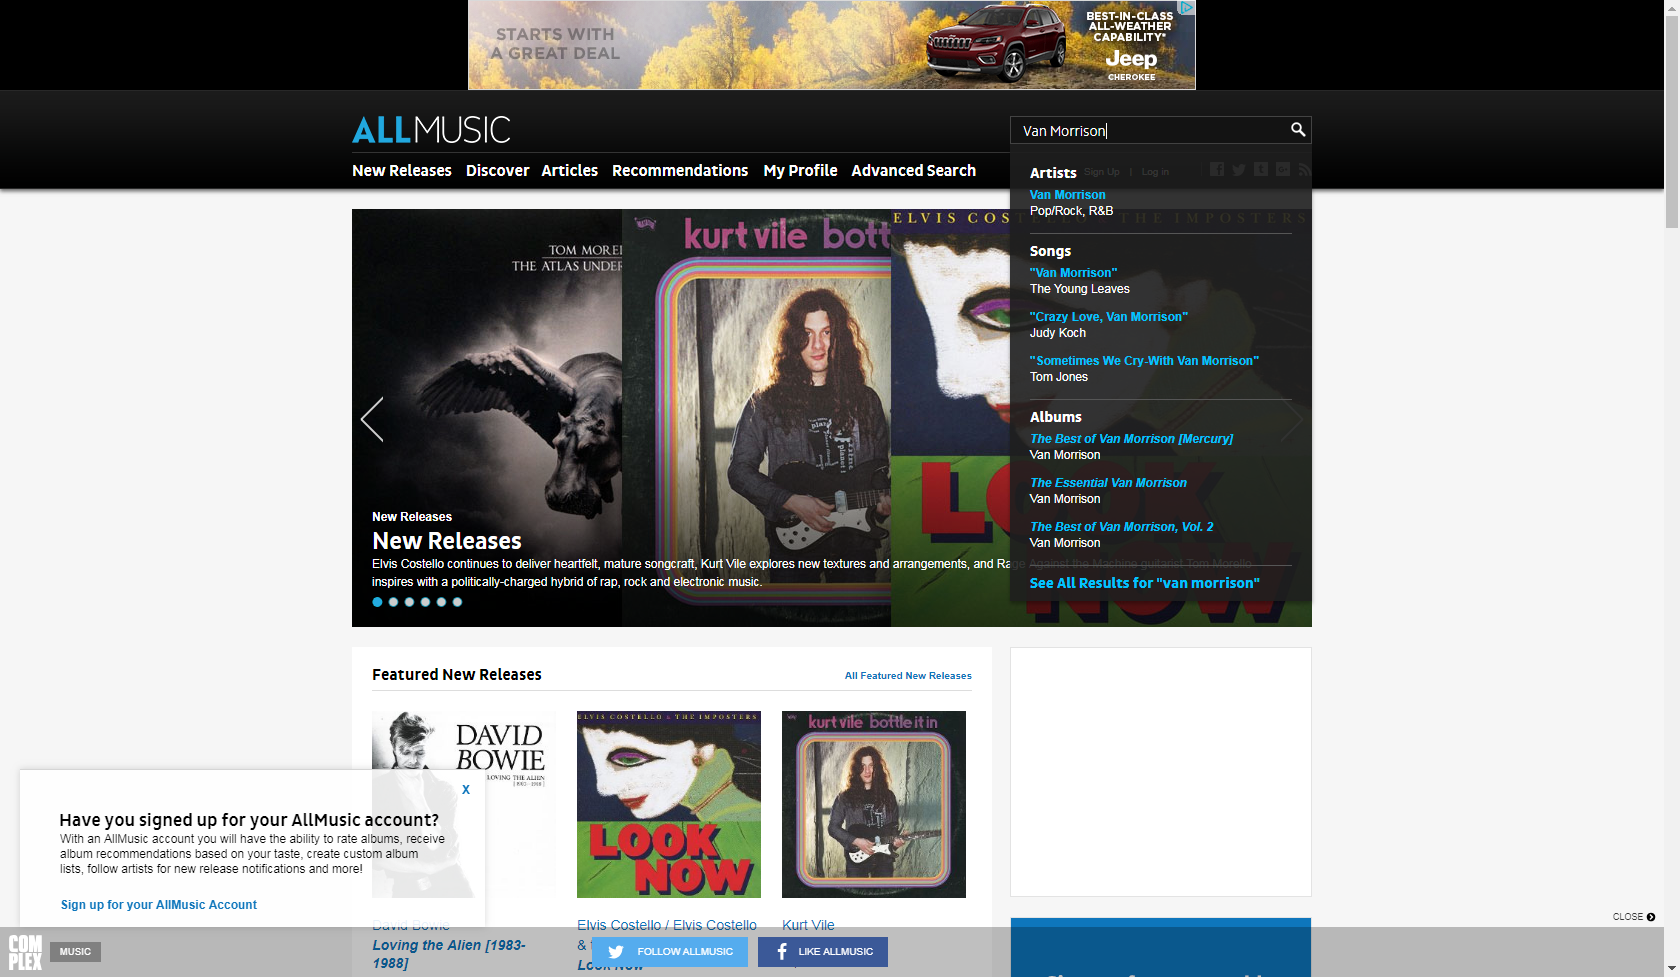 STARTS WITH
A GREAT DEAL
BEST-IN-CLASS
ALL-WEATHER
CAPABILITY*
Jeep
CHEROKEE
ALLMUSIC
Van Morrison
New Releases Discover Articles Recommendations My Profile Advanced Search
Artists
Sign Up | Log in
Van Morrison
Pop/Rock, R&B
Songs
"Van Morrison"
The Young Leaves
"Crazy Love, Van Morrison"
Judy Koch
"Sometimes We Cry-With Van Morrison"
Tom Jones
Albums
The Best of Van Morrison [Mercury]
Van Morrison
The Essential Van Morrison
Van Morrison
The Best of Van Morrison, Vol. 2
Van Morrison
See All Results for "van morrison"
TOM MOREL
THE ATLAS UNDER
kurt vile bott
ELVIS COST & THE IMPOSTERS
LO
NOW
New Releases
New Releases
Elvis Costello continues to deliver heartfelt, mature songcraft, Kurt Vile explores new textures and arrangements, and Rage Against the Machine guitarist Tom Morello
inspires with a politically-charged hybrid of rap, rock and electronic music.
Featured New Releases
All Featured New Releases
DAVID
BOWIE
LOVING THE ALIEN
[1983-1988]
ELVIS COSTELLO & THE IMPOSTERS
LOOK
NOW
kurt vile bottle it in
X
Have you signed up for your AllMusic account?
With an AllMusic account you will have the ability to rate albums, receive
album recommendations based on your taste, create custom album
lists, follow artists for new release notifications and more!
Sign up for your AllMusic Account
David Bowie
Loving the Alien [1983-
1988]
Elvis Costello / Elvis Costello
&
Look Now
Kurt Vile
CLOSE
COMPLEX
MUSIC
FOLLOW ALLMUSIC
LIKE ALLMUSIC